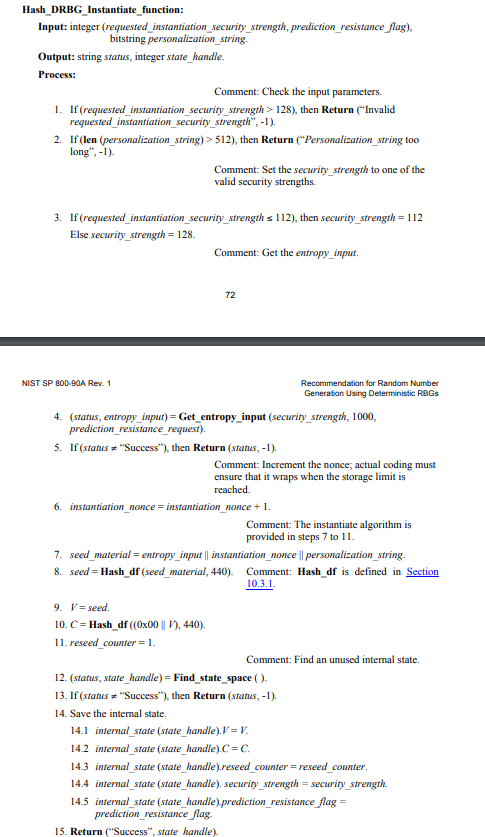 Hash_DRBG_Instantiate_function:
Input: integer (requested_instantiation_security_strength, prediction_resistance_flag),
bitstring personalization_string.
Output: string status, integer state_handle.
Process:
Comment: Check the input parameters.
1. If (requested_instantiation_security_strength > 128), then Return (“Invalid
requested_instantiation_security_strength”, -1).
2. If (len (personalization_string) > 512), then Return (“Personalization_string too
long”, -1).
Comment: Set the security_strength to one of the
valid security strengths.
3. If (requested_instantiation_security_strength ≤ 112), then security_strength = 112
Else security_strength = 128.
Comment: Get the entropy_input.
72
NIST SP 800-90A Rev. 1
Recommendation for Random Number
Generation Using Deterministic RBGs
4. (status, entropy_input) = Get_entropy_input (security_strength, 1000,
prediction_resistance_request).
5. If (status ≠ “Success”), then Return (status, -1).
Comment: Increment the nonce; actual coding must
ensure that it wraps when the storage limit is
reached.
6. instantiation_nonce = instantiation_nonce + 1.
Comment: The instantiate algorithm is
provided in steps 7 to 11.
7. seed_material = entropy_input || instantiation_nonce || personalization_string.
8. seed = Hash_df (seed_material, 440). Comment: Hash_df is defined in Section
10.3.1.
9. V = seed.
10. C = Hash_df ((0x00 || V), 440).
11. reseed_counter = 1.
Comment: Find an unused internal state.
12. (status, state_handle) = Find_state_space ( ).
13. If (status ≠ “Success”), then Return (status, -1).
14. Save the internal state.
14.1 internal_state (state_handle).V = V.
14.2 internal_state (state_handle).C = C.
14.3 internal_state (state_handle).reseed_counter = reseed_counter.
14.4 internal_state (state_handle). security_strength = security_strength.
14.5 internal_state (state_handle).prediction_resistance_flag =
prediction_resistance_flag.
15. Return (“Success”, state_handle).